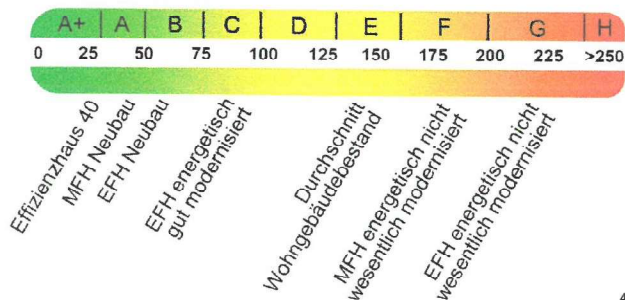 A+ A B C D E F G H
0 25 50 75 100 125 150 175 200 225 >250
Effizienzhaus 40
MFH Neubau
EFH Neubau
EFH energetisch
gut modernisiert
Durchschnitt
Wohngebäudebestand
MFH energetisch nicht
wesentlich modernisiert
EFH energetisch nicht
wesentlich modernisiert